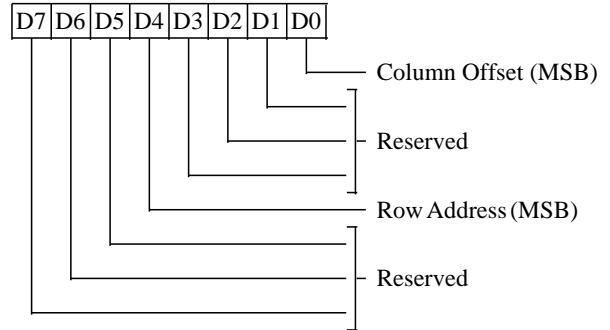 D7 D6 D5 D4 D3 D2 D1 D0
Column Offset (MSB)
Reserved
Row Address (MSB)
Reserved